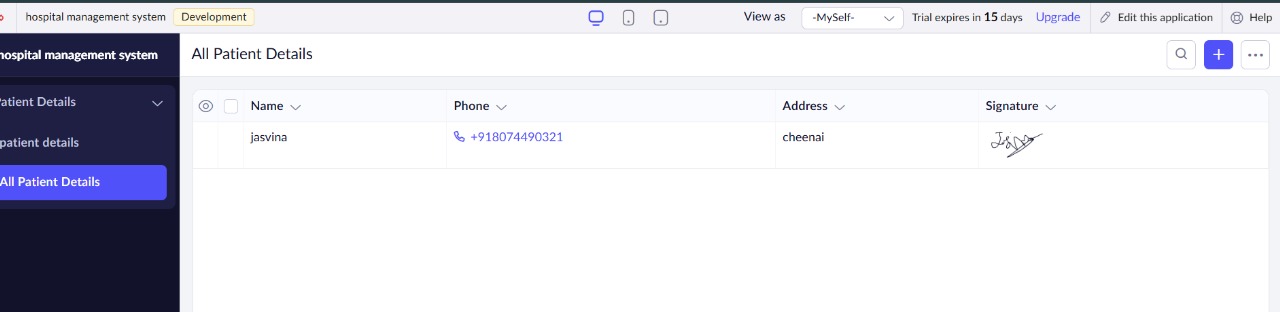 hospital management system Development View as -MySelf- Trial expires in 15 days Upgrade Edit this application Help
hospital management system
All Patient Details
Patient Details
patient details
All Patient Details
Name Phone Address Signature
jasvina +918074490321 cheenai